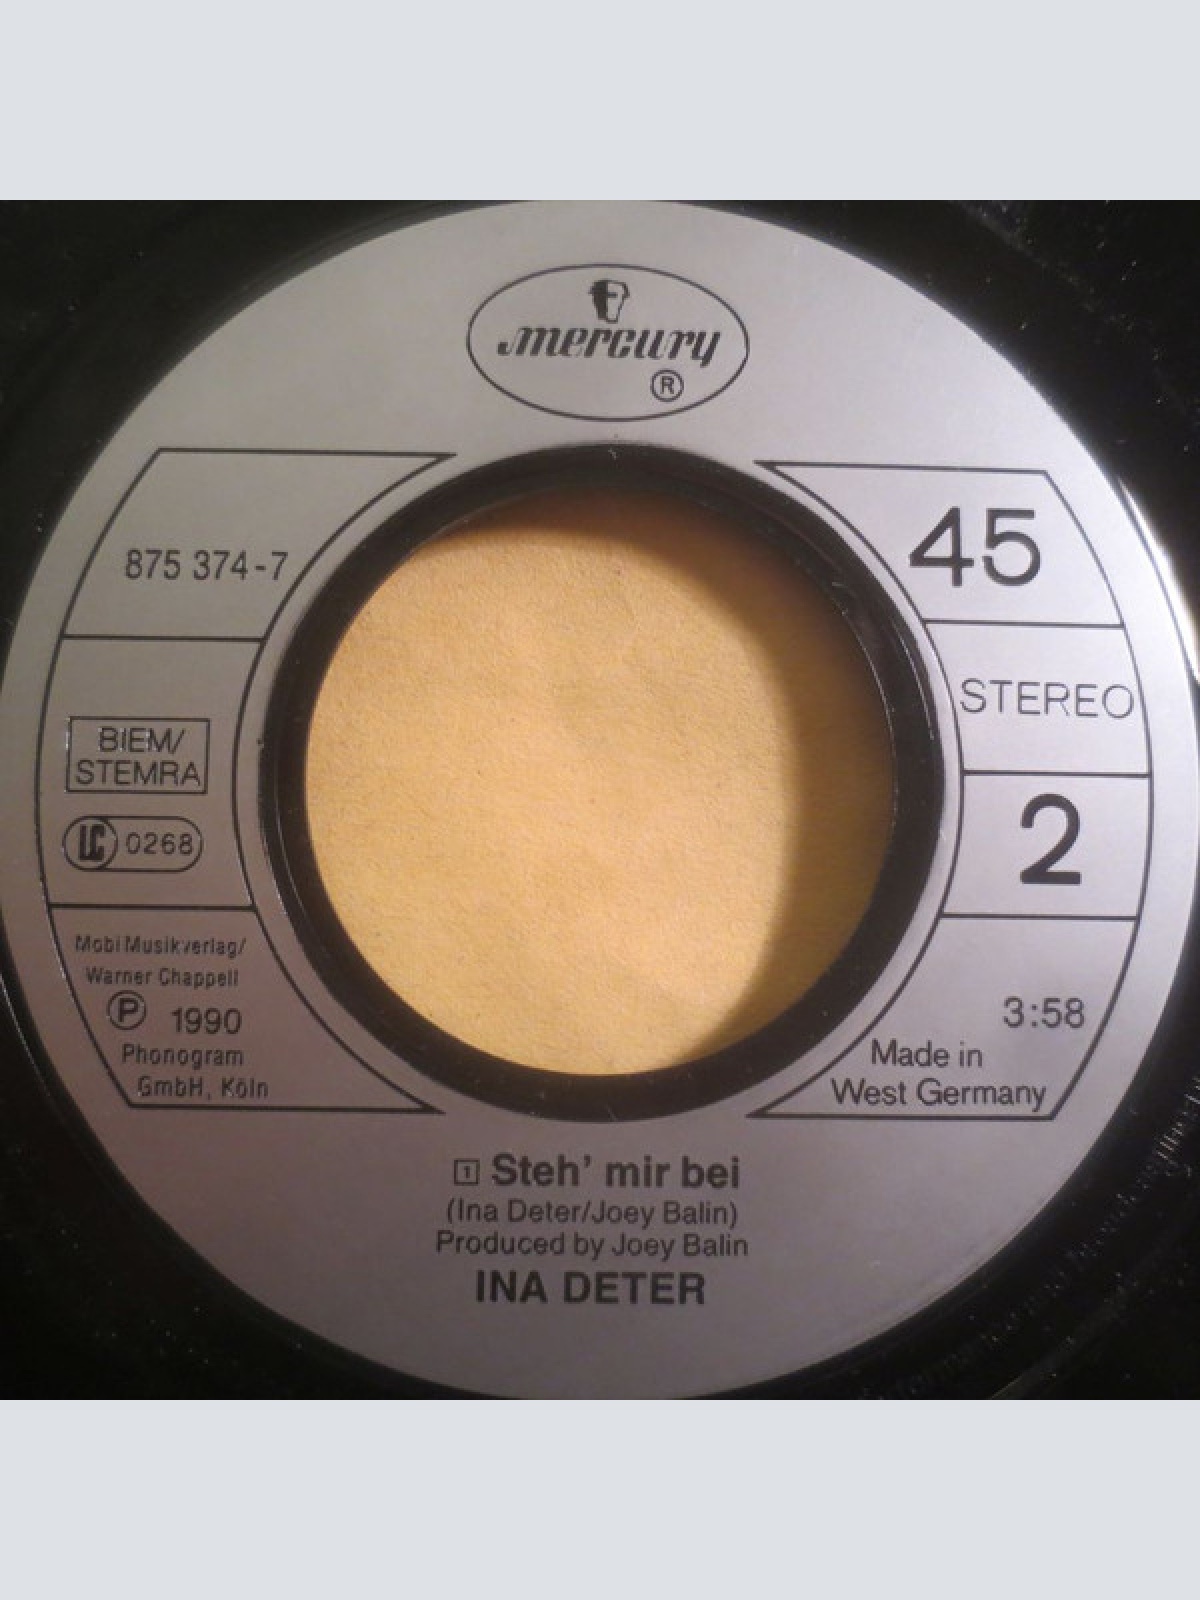 mercury
®
875 374-7
BIEM/
STEMRA
LC 0268
Mobi Musikverlag/
Warner Chappell
℗ 1990
Phonogram
GmbH, Köln
45
STEREO
2
3:58
Made in
West Germany
1 Steh' mir bei
(Ina Deter/Joey Balin)
Produced by Joey Balin
INA DETER